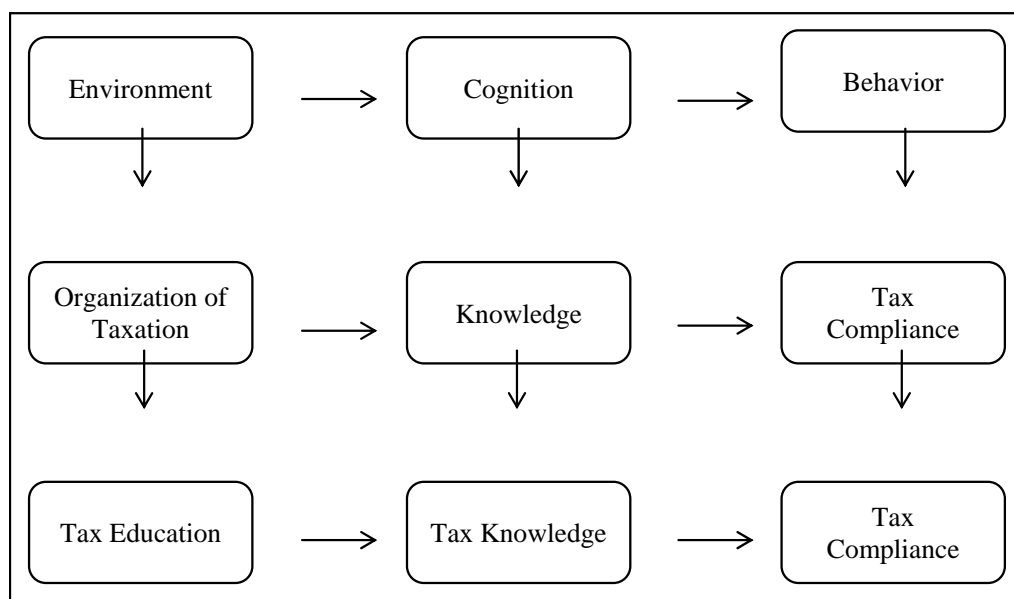 Environment
Cognition
Behavior
Organization of
Taxation
Knowledge
Tax
Compliance
Tax Education
Tax Knowledge
Tax
Compliance